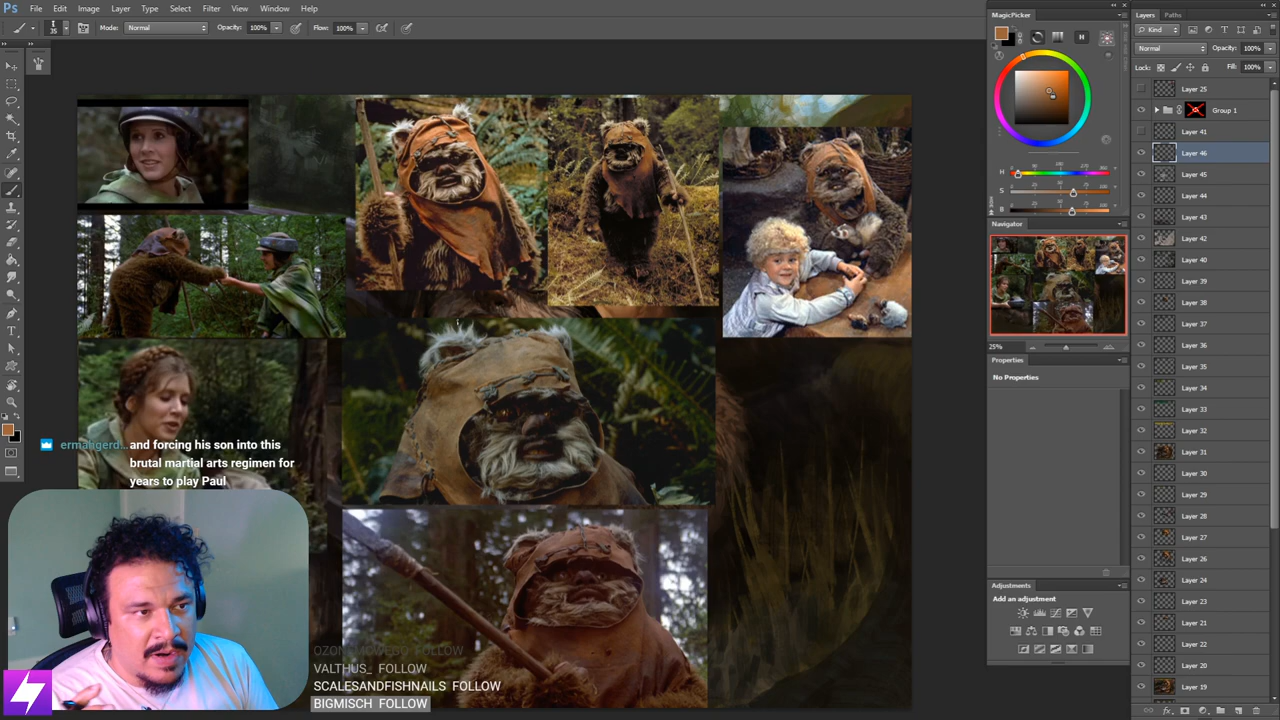 Ps File Edit Image Layer Type Select Filter 3D View Window Help
35 Mode: Normal Opacity: 100% Flow: 100%
MagicPicker
H
H
S
B
Navigator
25%
Properties
No Properties
Adjustments
Add an adjustment
Layers Paths
Kind
Normal Opacity: 100%
Lock: Fill: 100%
Layer 25
Group 1
Layer 41
Layer 46
Layer 45
Layer 44
Layer 43
Layer 42
Layer 40
Layer 39
Layer 38
Layer 37
Layer 36
Layer 35
Layer 34
Layer 33
Layer 32
Layer 31
Layer 30
Layer 29
Layer 28
Layer 27
Layer 26
Layer 24
Layer 23
Layer 21
Layer 22
Layer 20
Layer 19
ermahgerd... and forcing his son into this
brutal martial arts regimen for
years to play Paul
VALTHUS_ FOLLOW
SCALESANDFISHNAILS FOLLOW
BIGMISCH FOLLOW